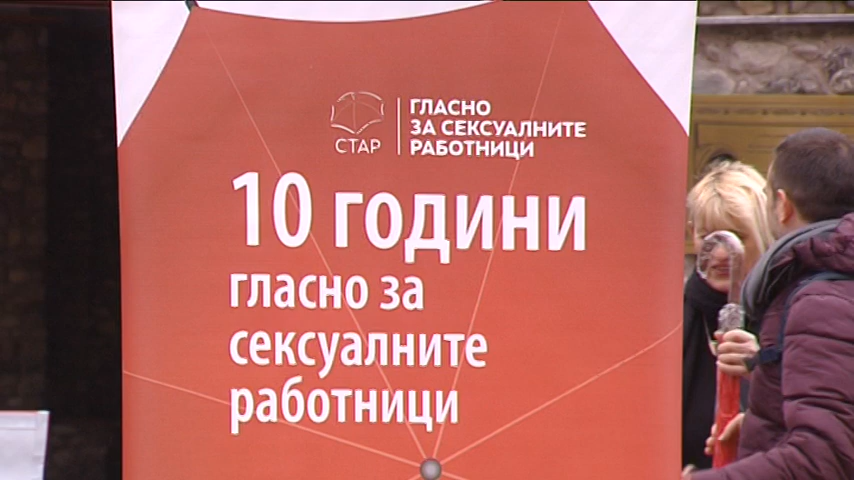 СТАР
ГЛАСНО
ЗА СЕКСУАЛНИТЕ
РАБОТНИЦИ
10 ГОДИНИ
гласно за
сексуалните
работници